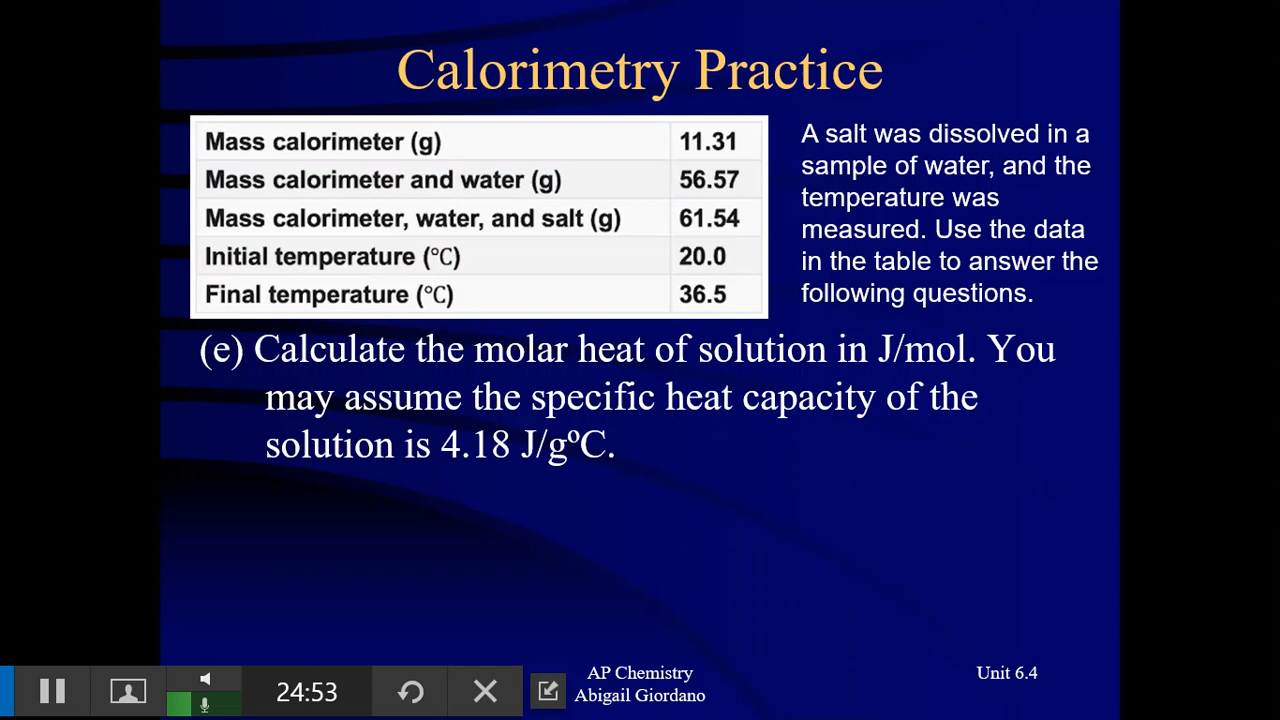 Calorimetry Practice
Mass calorimeter (g) 11.31
Mass calorimeter and water (g) 56.57
Mass calorimeter, water, and salt (g) 61.54
Initial temperature (℃) 20.0
Final temperature (℃) 36.5
A salt was dissolved in a
sample of water, and the
temperature was
measured. Use the data
in the table to answer the
following questions.
(e) Calculate the molar heat of solution in J/mol. You
may assume the specific heat capacity of the
solution is 4.18 J/gºC.
24:53
AP Chemistry
Abigail Giordano
Unit 6.4